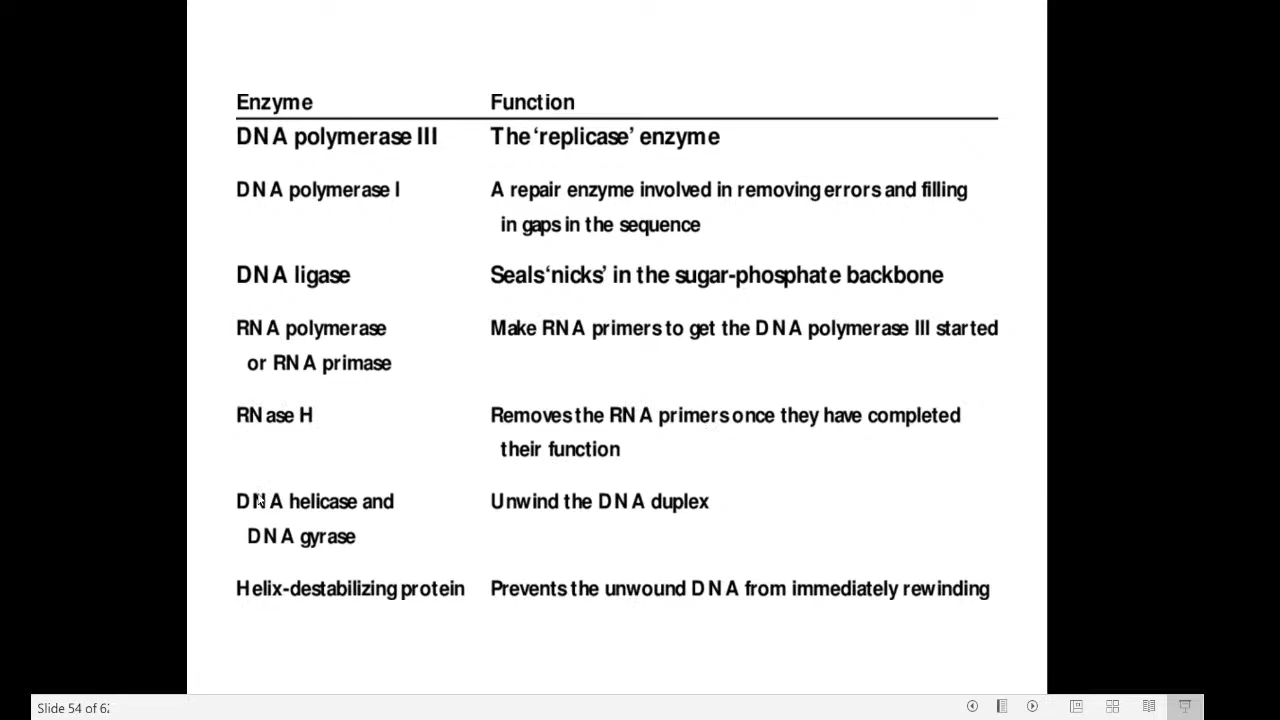 Enzyme Function
DNA polymerase III The ‘replicase’ enzyme
DNA polymerase I A repair enzyme involved in removing errors and filling
in gaps in the sequence
DNA ligase Seals ‘nicks’ in the sugar-phosphate backbone
RNA polymerase Make RNA primers to get the DNA polymerase III started
or RNA primase
RNase H Removes the RNA primers once they have completed
their function
DNA helicase and Unwind the DNA duplex
DNA gyrase
Helix-destabilizing protein Prevents the unwound DNA from immediately rewinding
Slide 54 of